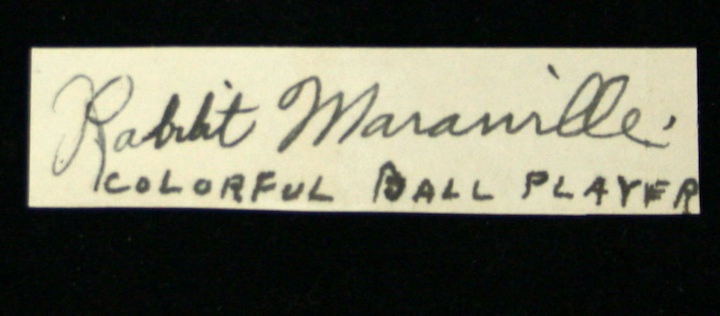 Rabbit Maranville.
COLORFUL BALL PLAYER